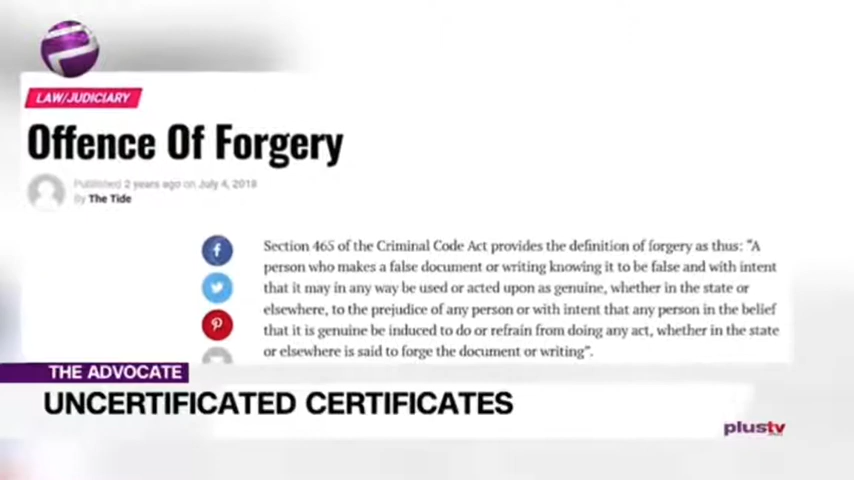 LAW/JUDICIARY
Offence Of Forgery
Published 2 years ago on July 4, 2018
By The Tide
Section 465 of the Criminal Code Act provides the definition of forgery as thus: "A
person who makes a false document or writing knowing it to be false and with intent
that it may in any way be used or acted upon as genuine, whether in the state or
elsewhere, to the prejudice of any person or with intent that any person in the belief
that it is genuine be induced to do or refrain from doing any act, whether in the state
or elsewhere is said to forge the document or writing".
THE ADVOCATE
UNCERTIFICATED CERTIFICATES
plustv